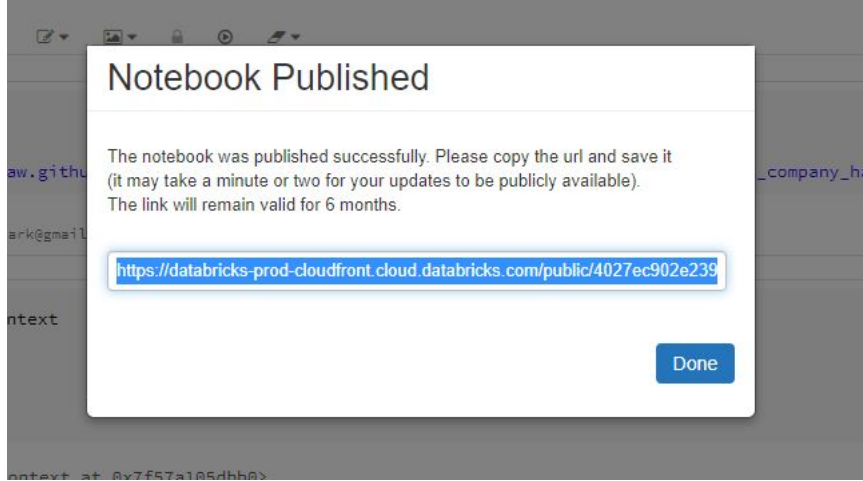 Notebook Published
The notebook was published successfully. Please copy the url and save it
(it may take a minute or two for your updates to be publicly available).
The link will remain valid for 6 months.
aw.githu
_company_ha
ark@gmail
https://databricks-prod-cloudfront.cloud.databricks.com/public/4027ec902e239
ntext
Done
ontext at 0x7f57a105dbb0>